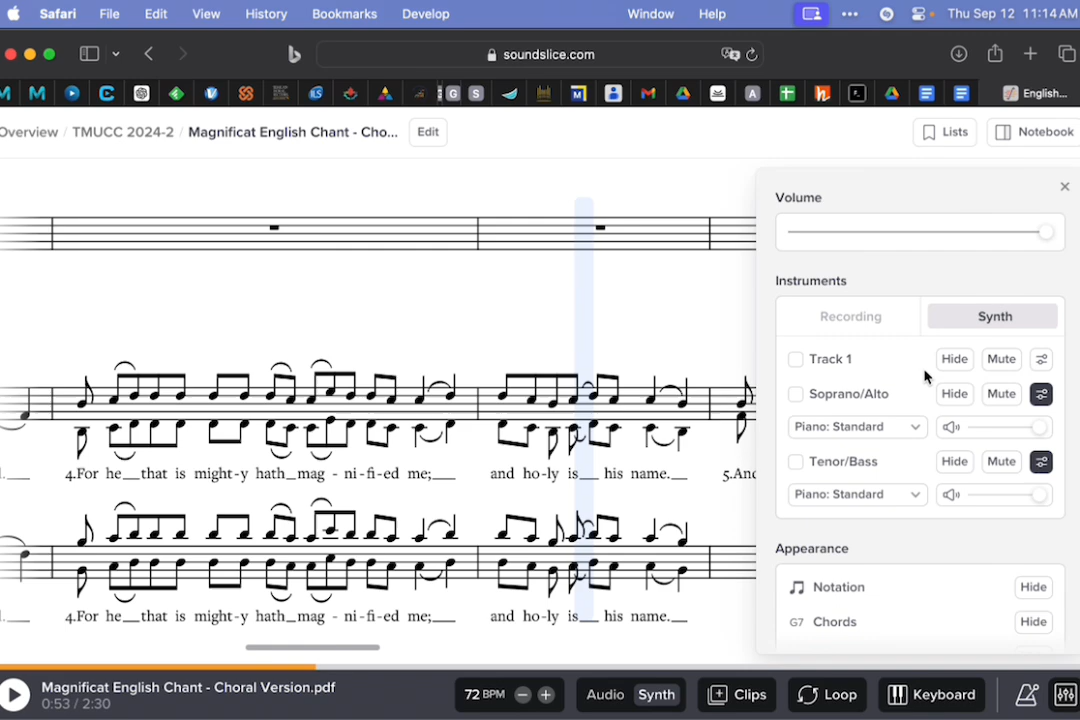 Safari File Edit View History Bookmarks Develop Window Help Thu Sep 12 11:14 AM
soundslice.com
English...
Overview / TMUCC 2024-2 / Magnificat English Chant - Cho... Edit Lists Notebook
Volume
Instruments
Recording Synth
Track 1 Hide Mute
Soprano/Alto Hide Mute
Piano: Standard
Tenor/Bass Hide Mute
Piano: Standard
Appearance
Notation Hide
G7 Chords Hide
4.For he__that is might-y hath_mag - ni-fi-ed me;___ and ho-ly is__ his name.__ 5.And
4.For he__that is might-y hath_mag - ni-fi-ed me;___ and ho-ly is__ his name.__
Magnificat English Chant - Choral Version.pdf
0:53 / 2:30
72 BPM Audio Synth Clips Loop Keyboard